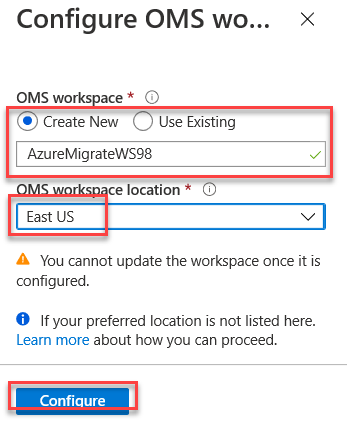 Configure OMS wo...
OMS workspace *
Create New Use Existing
AzureMigrateWS98
OMS workspace location *
East US
You cannot update the workspace once it is
configured.
If your preferred location is not listed here.
Learn more about how you can proceed.
Configure